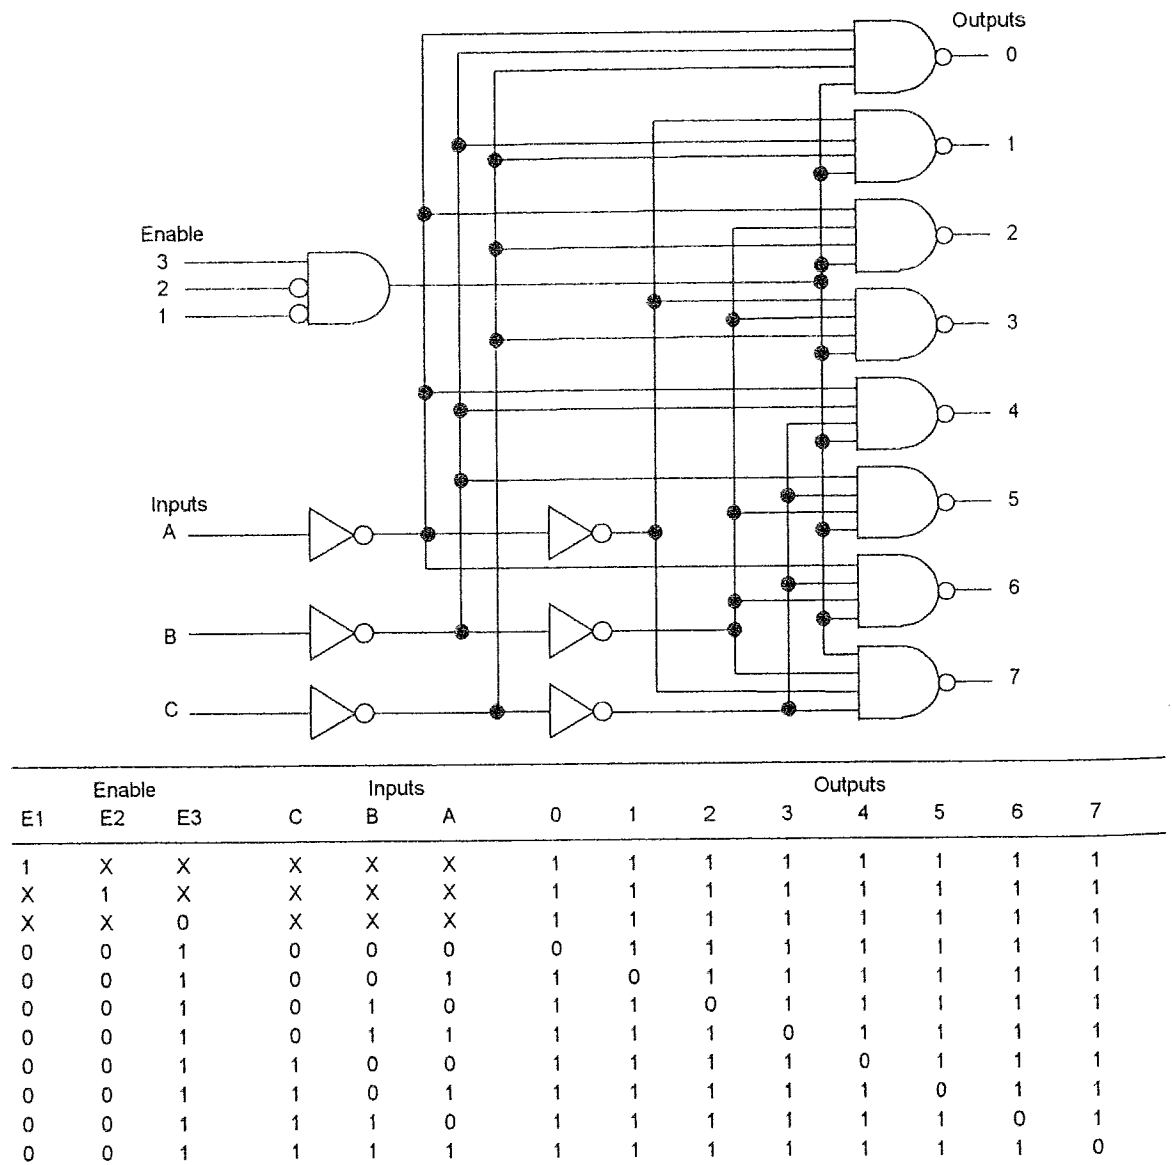 Outputs
0
1
2
Enable
3
2
1
3
4
Inputs
A
5
6
B
7
C
Enable Inputs Outputs
E1 E2 E3 C B A 0 1 2 3 4 5 6 7
1 X X X X X 1 1 1 1 1 1 1 1
X 1 X X X X 1 1 1 1 1 1 1 1
X X 0 X X X 1 1 1 1 1 1 1 1
0 0 1 0 0 0 0 1 1 1 1 1 1 1
0 0 1 0 0 1 1 0 1 1 1 1 1 1
0 0 1 0 1 0 1 1 0 1 1 1 1 1
0 0 1 0 1 1 1 1 1 0 1 1 1 1
0 0 1 1 0 0 1 1 1 1 0 1 1 1
0 0 1 1 0 1 1 1 1 1 1 0 1 1
0 0 1 1 1 0 1 1 1 1 1 1 0 1
0 0 1 1 1 1 1 1 1 1 1 1 1 0